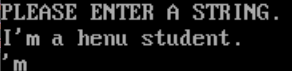 PLEASE ENTER A STRING.
I'm a henu student.
'm